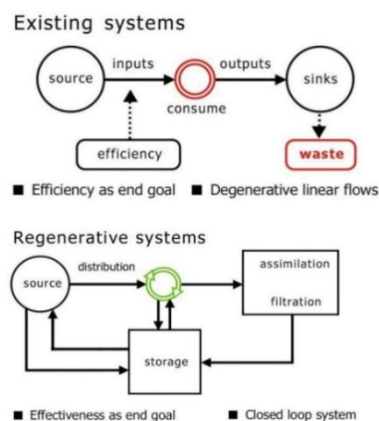 Existing systems
inputs outputs
source sinks
consume
efficiency waste
■ Efficiency as end goal ■ Degenerative linear flows
Regenerative systems
distribution assimilation
source
filtration
storage
■ Effectiveness as end goal ■ Closed loop system